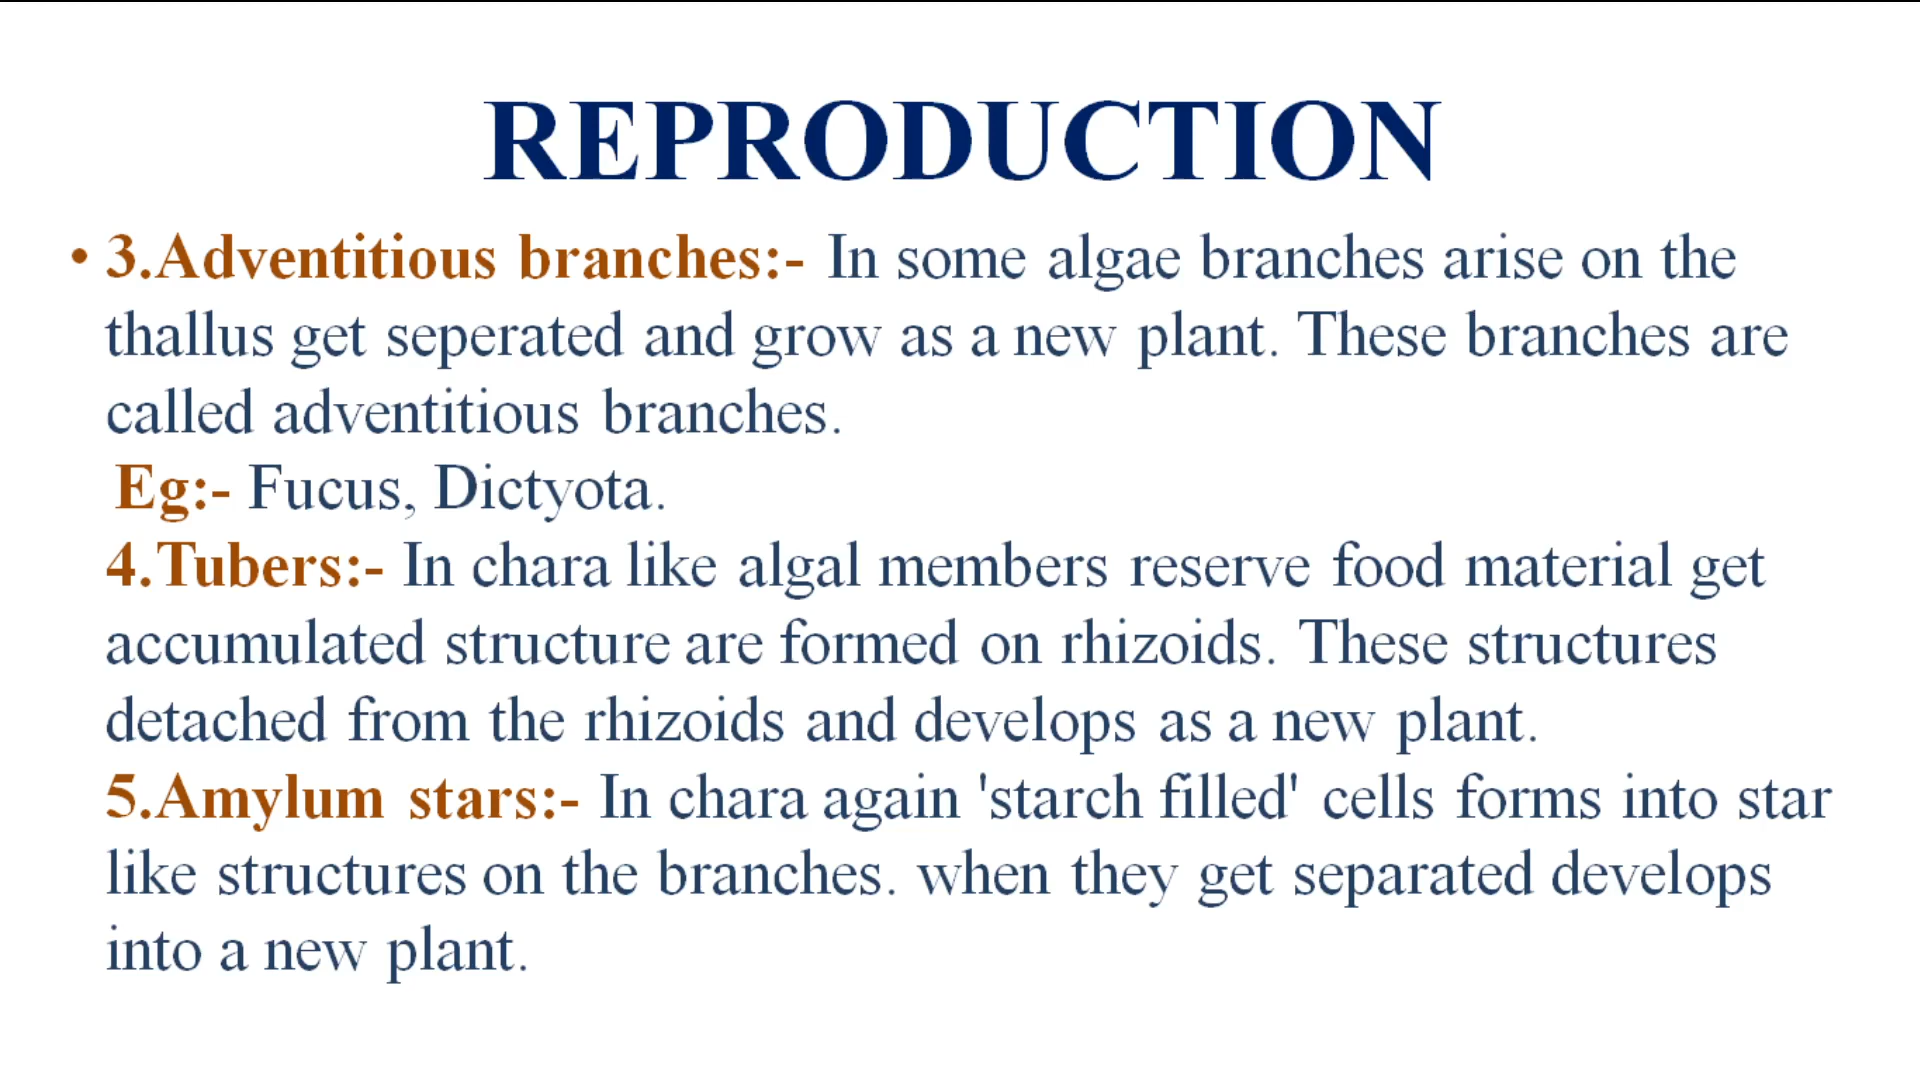 REPRODUCTION
• 3.Adventitious branches:- In some algae branches arise on the
thallus get seperated and grow as a new plant. These branches are
called adventitious branches.
Eg:- Fucus, Dictyota.
4.Tubers:- In chara like algal members reserve food material get
accumulated structure are formed on rhizoids. These structures
detached from the rhizoids and develops as a new plant.
5.Amylum stars:- In chara again 'starch filled' cells forms into star
like structures on the branches. when they get separated develops
into a new plant.